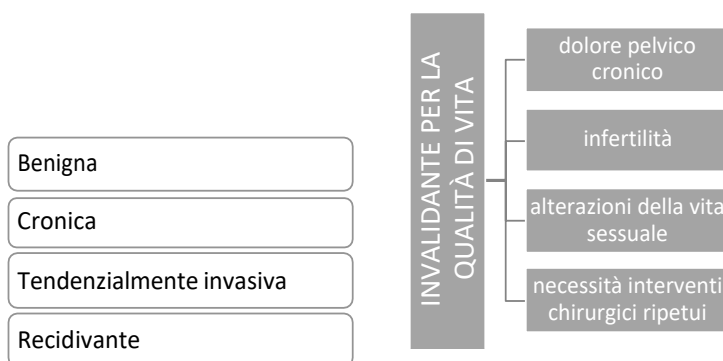 Benigna
Cronica
Tendenzialmente invasiva
Recidivante
INVALIDANTE PER LA
QUALITÀ DI VITA
dolore pelvico
cronico
infertilità
alterazioni della vita
sessuale
necessità interventi
chirurgici ripetui